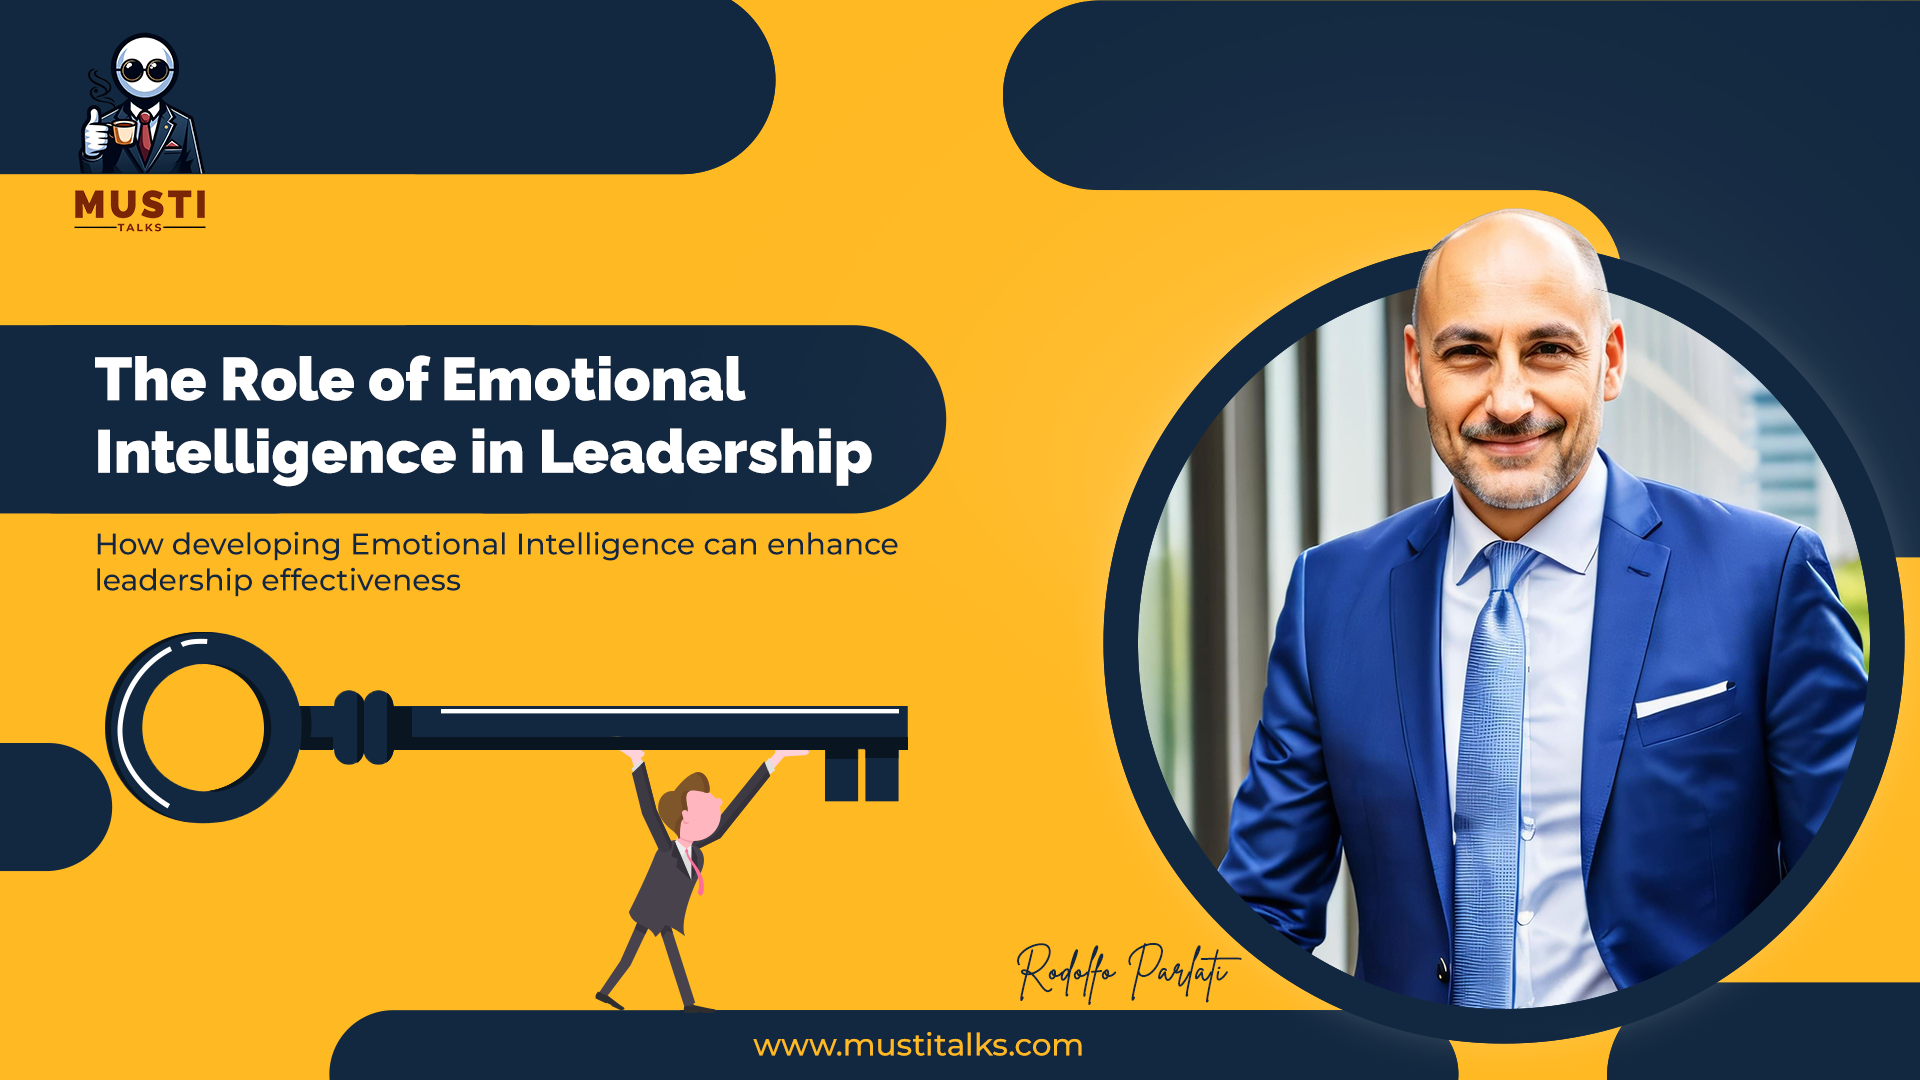 MUSTI
TALKS
The Role of Emotional
Intelligence in Leadership
How developing Emotional Intelligence can enhance
leadership effectiveness
Rodolfo Parlati
www.mustitalks.com